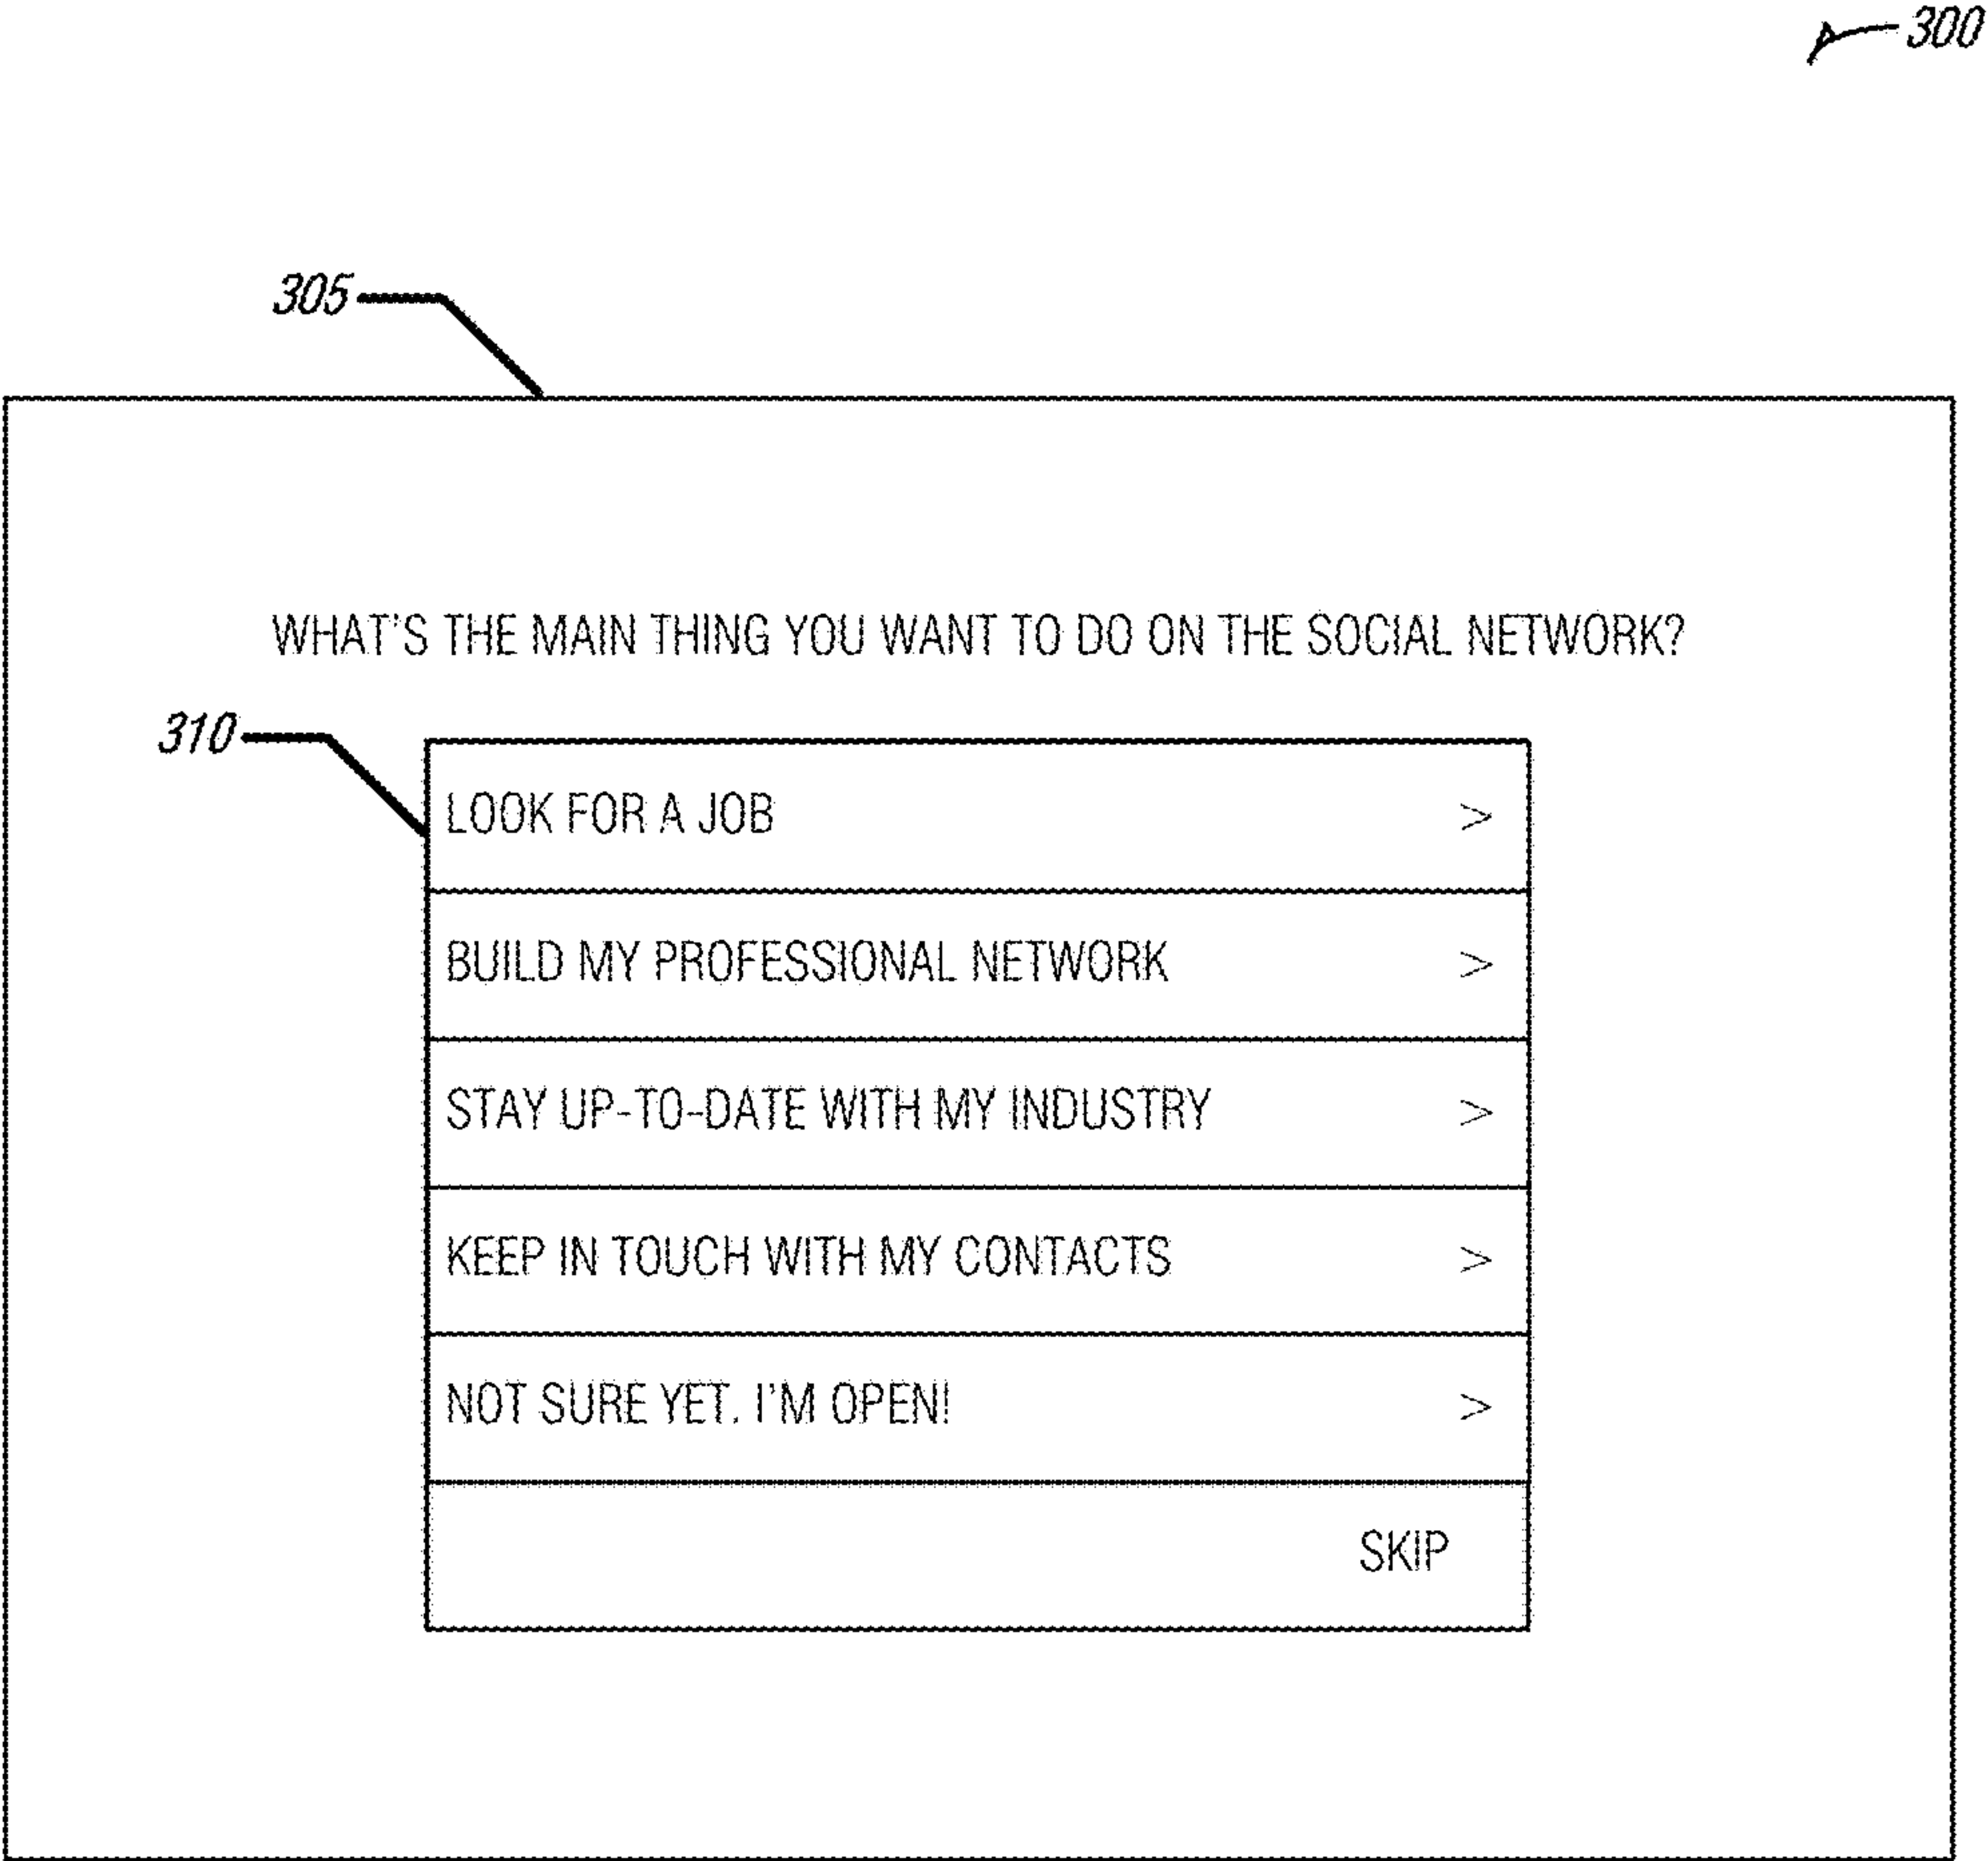 300
305
WHAT'S THE MAIN THING YOU WANT TO DO ON THE SOCIAL NETWORK?
310
LOOK FOR A JOB >
BUILD MY PROFESSIONAL NETWORK >
STAY UP-TO-DATE WITH MY INDUSTRY >
KEEP IN TOUCH WITH MY CONTACTS >
NOT SURE YET. I'M OPEN! >
SKIP